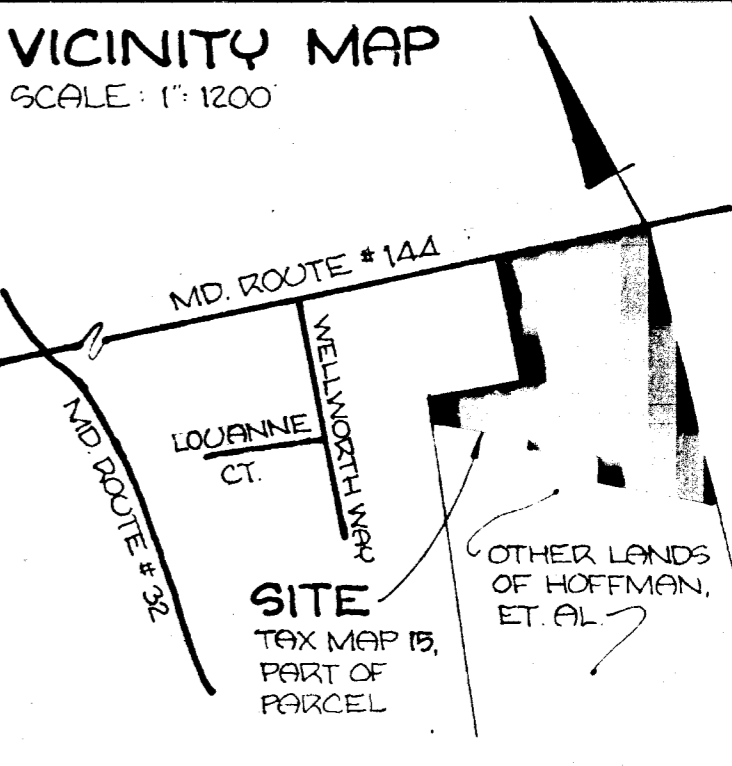 VICINITY MAP
SCALE: 1": 1200'
MD. ROUTE #144
WELLWORTH WAY
LOUANNE
CT.
MD. ROUTE #32
SITE
TAX MAP 15,
PART OF
PARCEL
OTHER LANDS
OF HOFFMAN,
ET. AL.